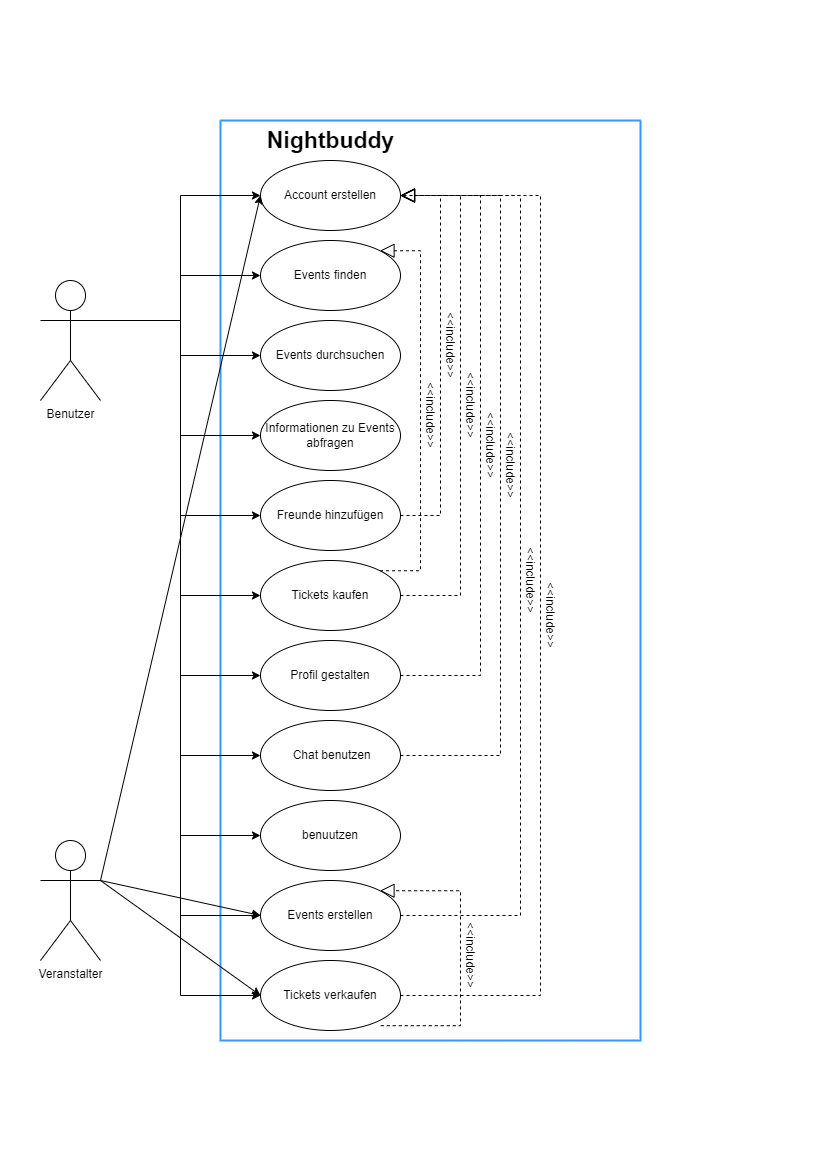 Nightbuddy
Account erstellen
Events finden
Events durchsuchen
Informationen zu Events
abfragen
Freunde hinzufügen
Tickets kaufen
Profil gestalten
Chat benutzen
benuutzen
Events erstellen
Tickets verkaufen
Benutzer
Veranstalter
<<include>>
<<include>>
<<include>>
<<include>>
<<include>>
<<include>>
<<include>>
<<include>>